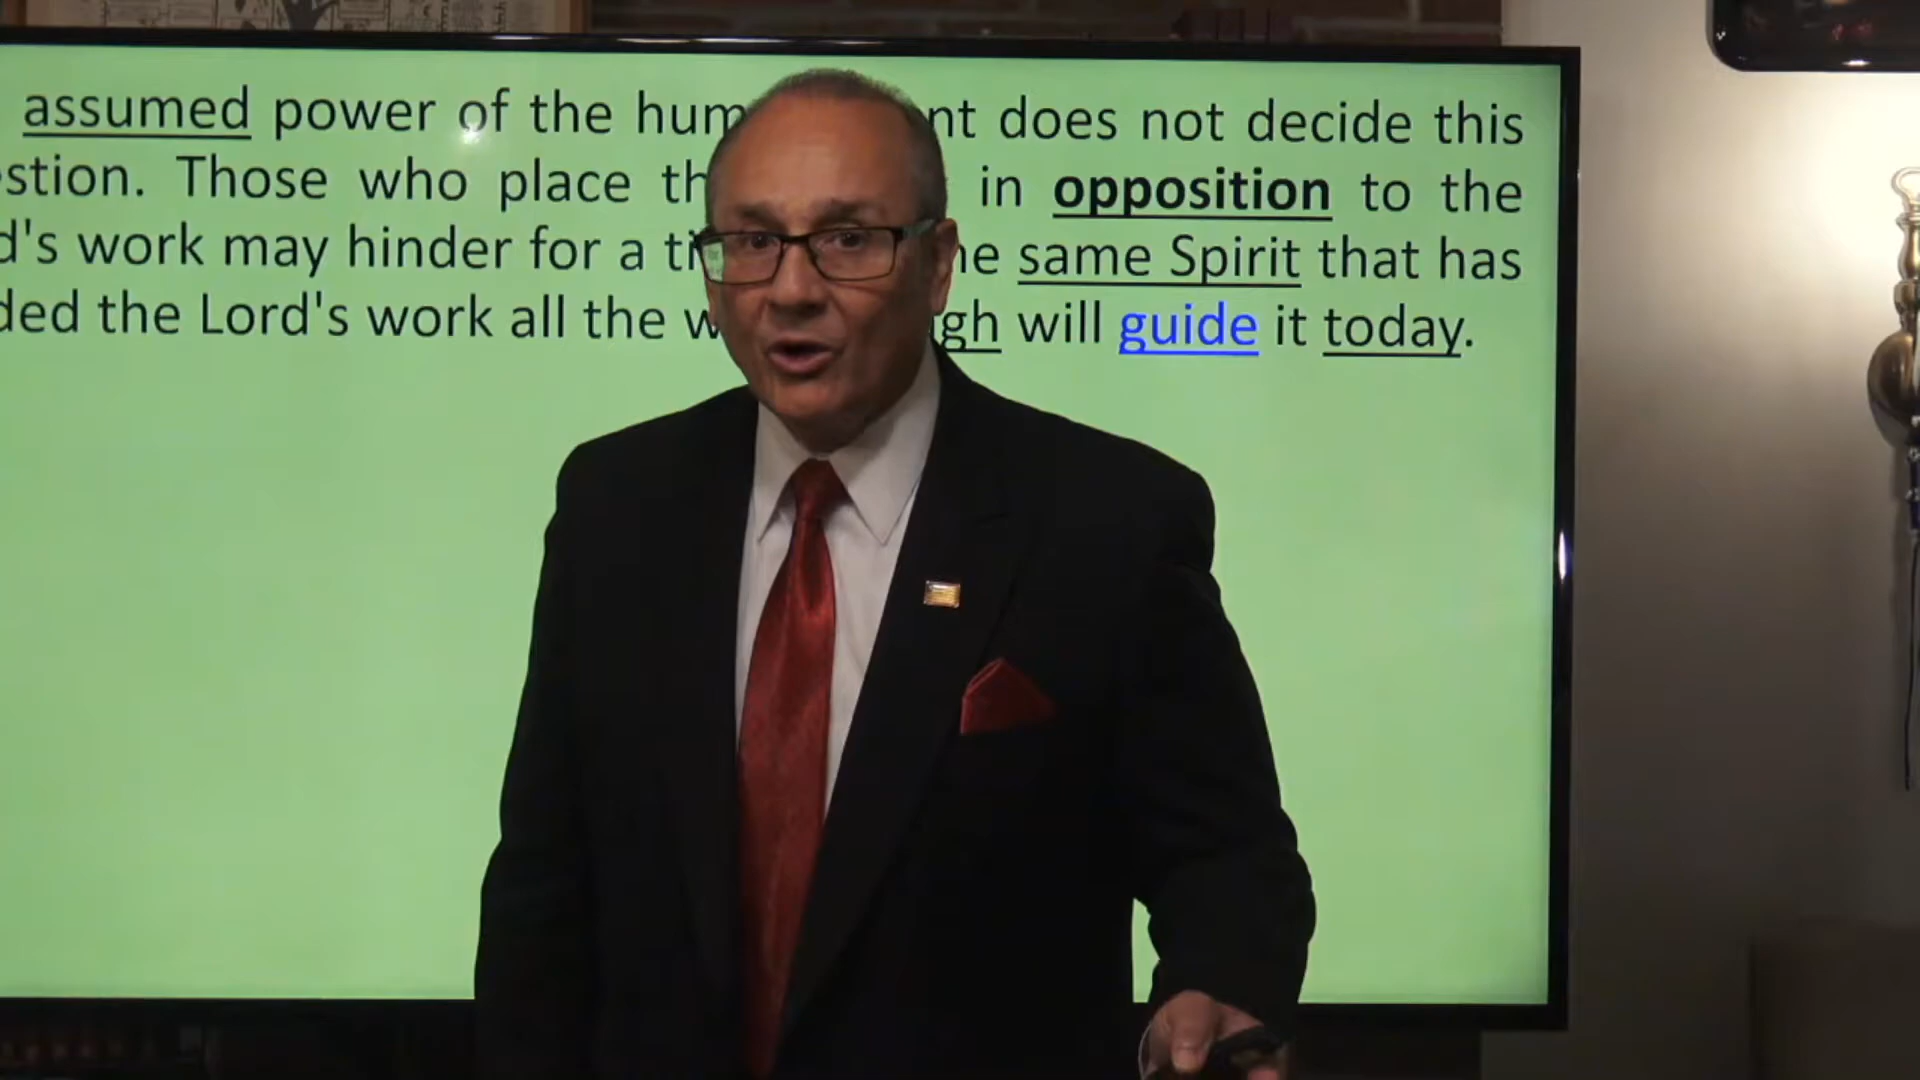 assumed power of the hum nt does not decide this
stion. Those who place th in opposition to the
d's work may hinder for a ti he same Spirit that has
ded the Lord's work all the w gh will guide it today.